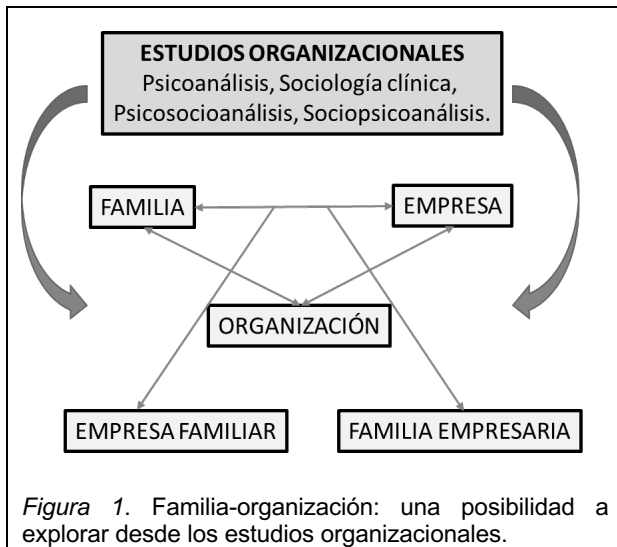 ESTUDIOS ORGANIZACIONALES
Psicoanálisis, Sociología clínica,
Psicosocioanálisis, Sociopsicoanálisis.
FAMILIA
EMPRESA
ORGANIZACIÓN
EMPRESA FAMILIAR
FAMILIA EMPRESARIA
Figura 1. Familia-organización: una posibilidad a
explorar desde los estudios organizacionales.